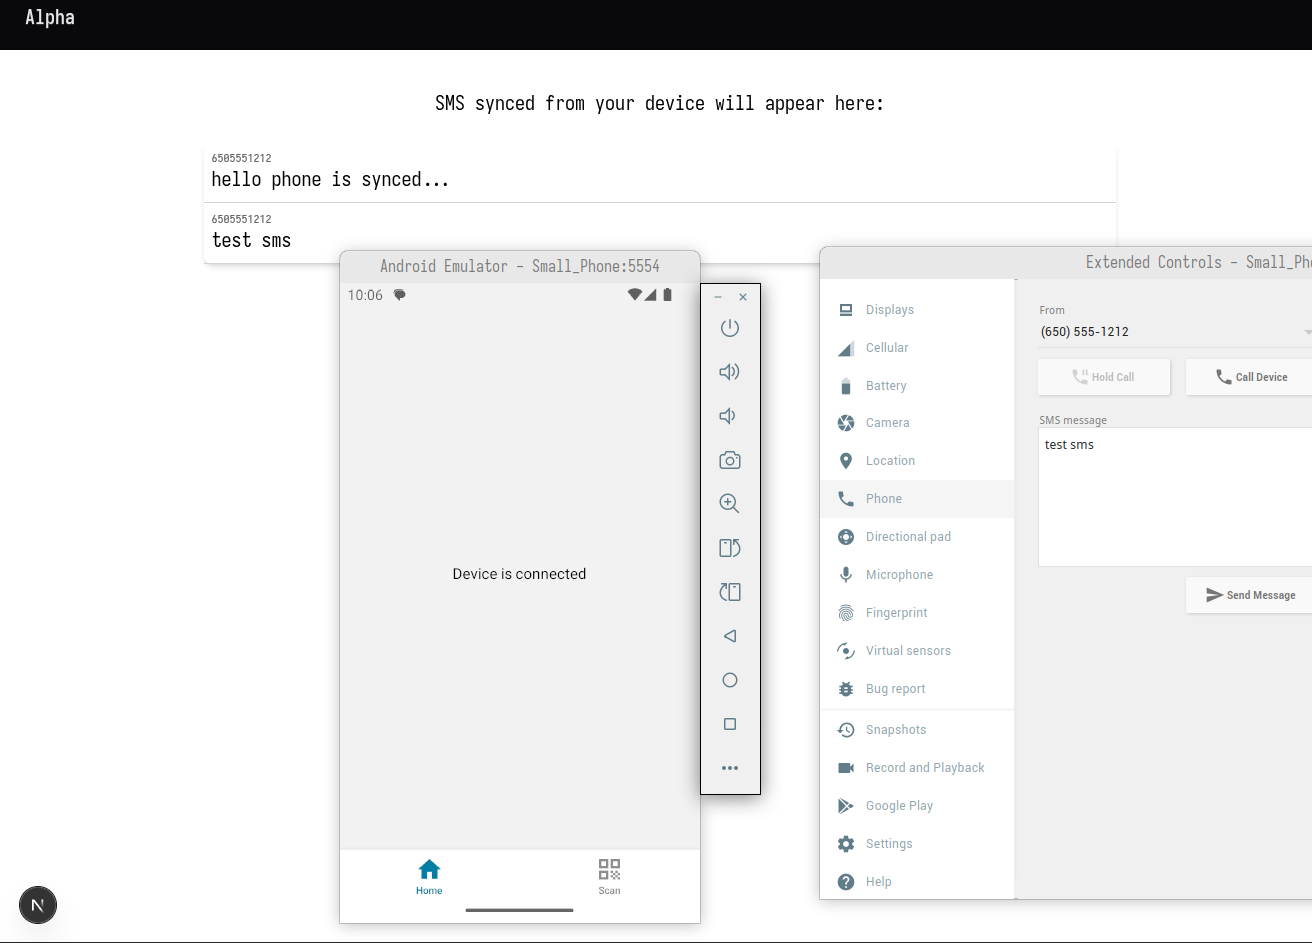 Alpha
SMS synced from your device will appear here:
6505551212
hello phone is synced...
6505551212
test sms
Android Emulator - Small_Phone:5554
10:06
Device is connected
Home
Scan
Extended Controls - Small_Pho
Displays
Cellular
Battery
Camera
Location
Phone
Directional pad
Microphone
Fingerprint
Virtual sensors
Bug report
Snapshots
Record and Playback
Google Play
Settings
Help
From
(650) 555-1212
Hold Call
Call Device
SMS message
test sms
Send Message
N